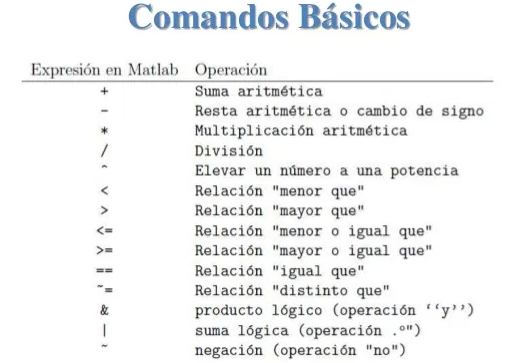 Comandos Básicos
Expresión en Matlab Operación
+ Suma aritmética
- Resta aritmética o cambio de signo
* Multiplicación aritmética
/ División
^ Elevar un número a una potencia
< Relación "menor que"
> Relación "mayor que"
<= Relación "menor o igual que"
>= Relación "mayor o igual que"
== Relación "igual que"
~= Relación "distinto que"
& producto lógico (operación ‘‘y’’)
| suma lógica (operación .º")
~ negación (operación "no")